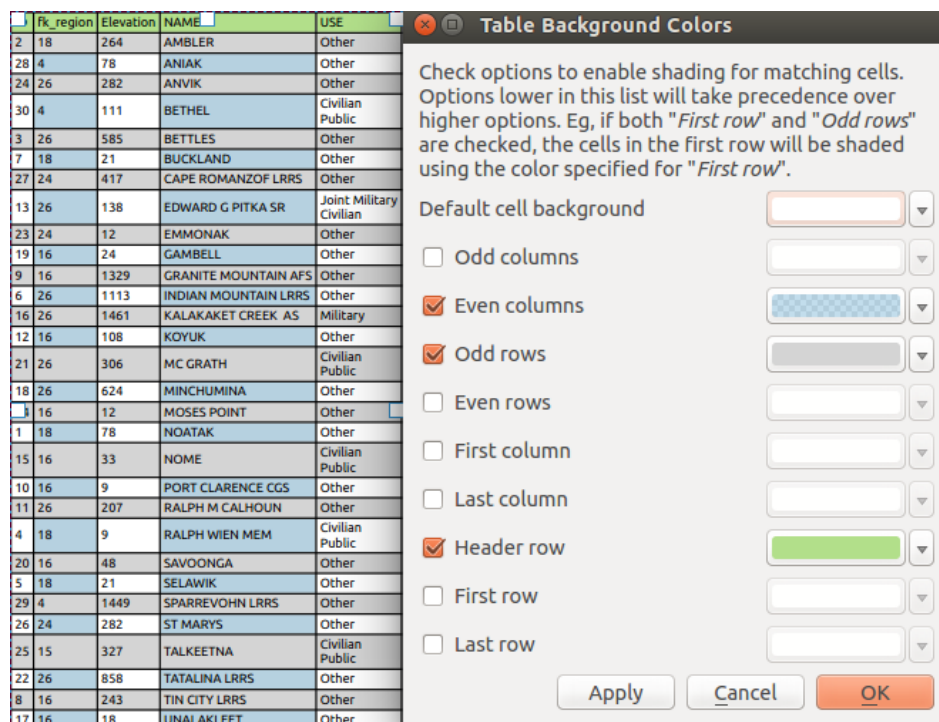 fk_region Elevation NAME USE
2 18 264 AMBLER Other
28 4 78 ANIAK Other
24 26 282 ANVIK Other
30 4 111 BETHEL Civilian Public
3 26 585 BETTLES Other
7 18 21 BUCKLAND Other
27 24 417 CAPE ROMANZOF LRRS Other
13 26 138 EDWARD G PITKA SR Joint Military Civilian
23 24 12 EMMONAK Other
19 16 24 GAMBELL Other
9 16 1329 GRANITE MOUNTAIN AFS Other
6 26 1113 INDIAN MOUNTAIN LRRS Other
16 26 1461 KALAKAKET CREEK AS Military
12 16 108 KOYUK Other
21 26 306 MC GRATH Civilian Public
18 26 624 MINCHUMINA Other
16 12 MOSES POINT Other
1 18 78 NOATAK Other
15 16 33 NOME Civilian Public
10 16 9 PORT CLARENCE CGS Other
11 26 207 RALPH M CALHOUN Other
4 18 9 RALPH WIEN MEM Civilian Public
20 16 48 SAVOONGA Other
5 18 21 SELAWIK Other
29 4 1449 SPARREVOHN LRRS Other
26 24 282 ST MARYS Other
25 15 327 TALKEETNA Civilian Public
22 26 858 TATALINA LRRS Other
8 16 243 TIN CITY LRRS Other
17 16 18 UNALAKLEET Other
Table Background Colors
Check options to enable shading for matching cells.
Options lower in this list will take precedence over
higher options. Eg, if both "First row" and "Odd rows"
are checked, the cells in the first row will be shaded
using the color specified for "First row".
Default cell background
Odd columns
Even columns
Odd rows
Even rows
First column
Last column
Header row
First row
Last row
Apply Cancel OK